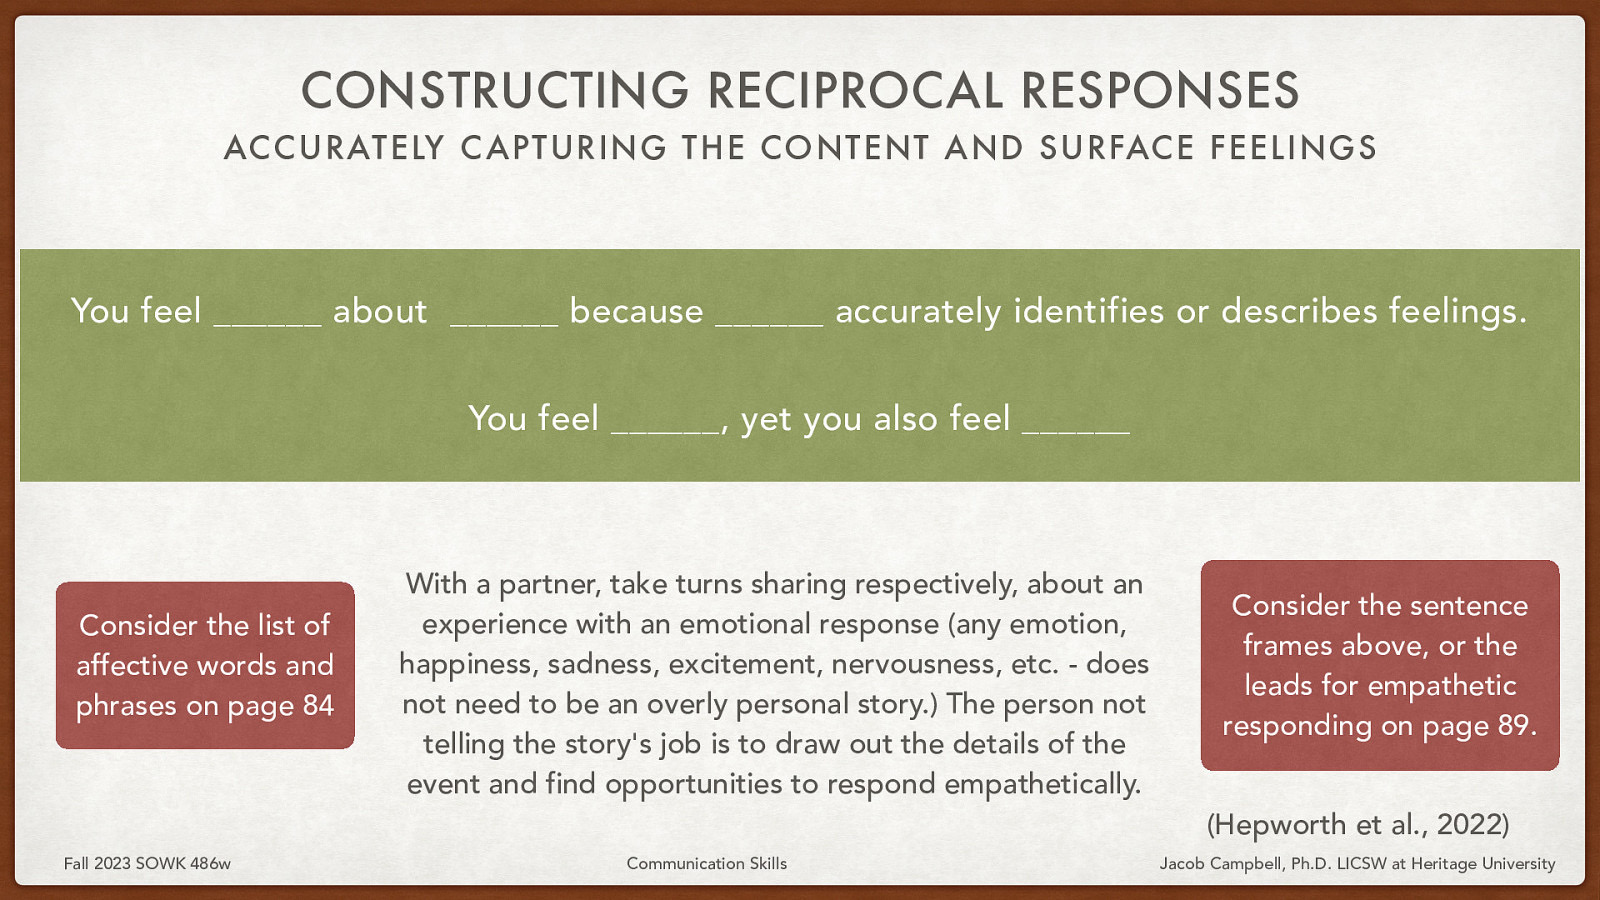 CONSTRUCTING RECIPROCAL RESPONSES
ACCURATELY CAPTURING THE CONTENT AND SURFACE FEELINGS
You feel ______ about ______ because ______ accurately identifies or describes feelings.
You feel ______, yet you also feel ______
Consider the list of
affective words and
phrases on page 84
With a partner, take turns sharing respectively, about an
experience with an emotional response (any emotion,
happiness, sadness, excitement, nervousness, etc. - does
not need to be an overly personal story.) The person not
telling the story's job is to draw out the details of the
event and find opportunities to respond empathetically.
Consider the sentence
frames above, or the
leads for empathetic
responding on page 89.
(Hepworth et al., 2022)
Fall 2023 SOWK 486w
Communication Skills
Jacob Campbell, Ph.D. LICSW at Heritage University